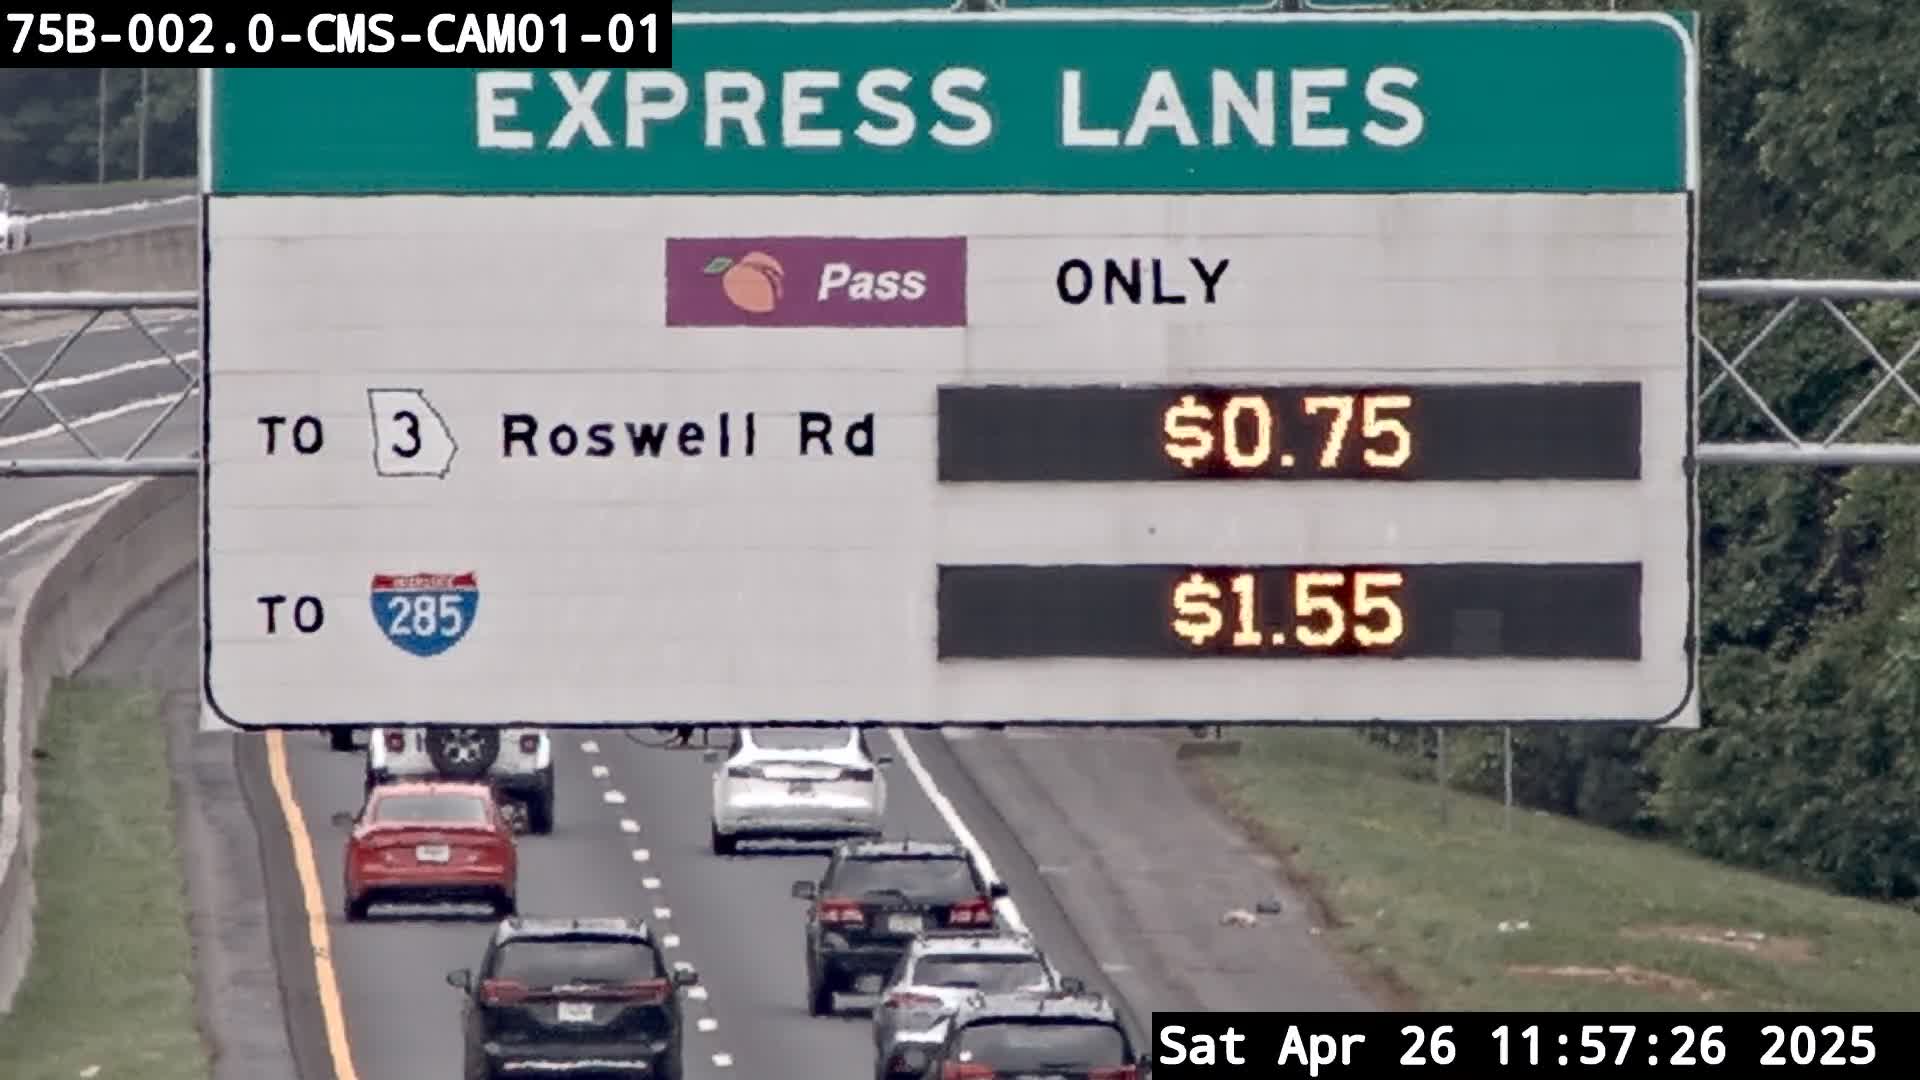 75B-002.0-CMS-CAM01-01
EXPRESS LANES
Pass ONLY
TO 3 Roswell Rd $0.75
INTERSTATE
TO 285 $1.55
Sat Apr 26 11:57:26 2025